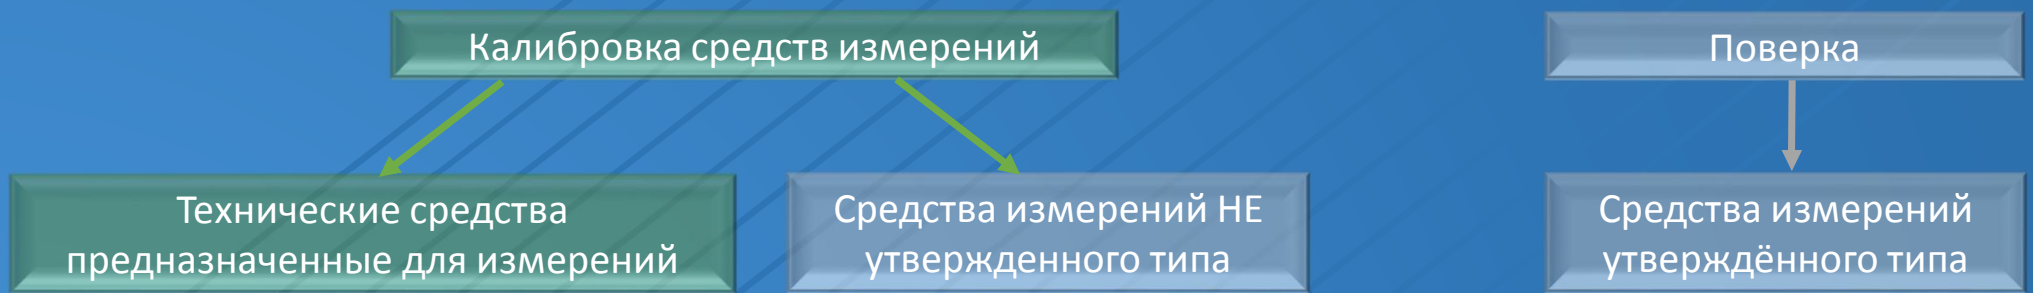 Калибровка средств измерений
Поверка
Технические средства
предназначенные для измерений
Средства измерений НЕ
утвержденного типа
Средства измерений
утверждённого типа